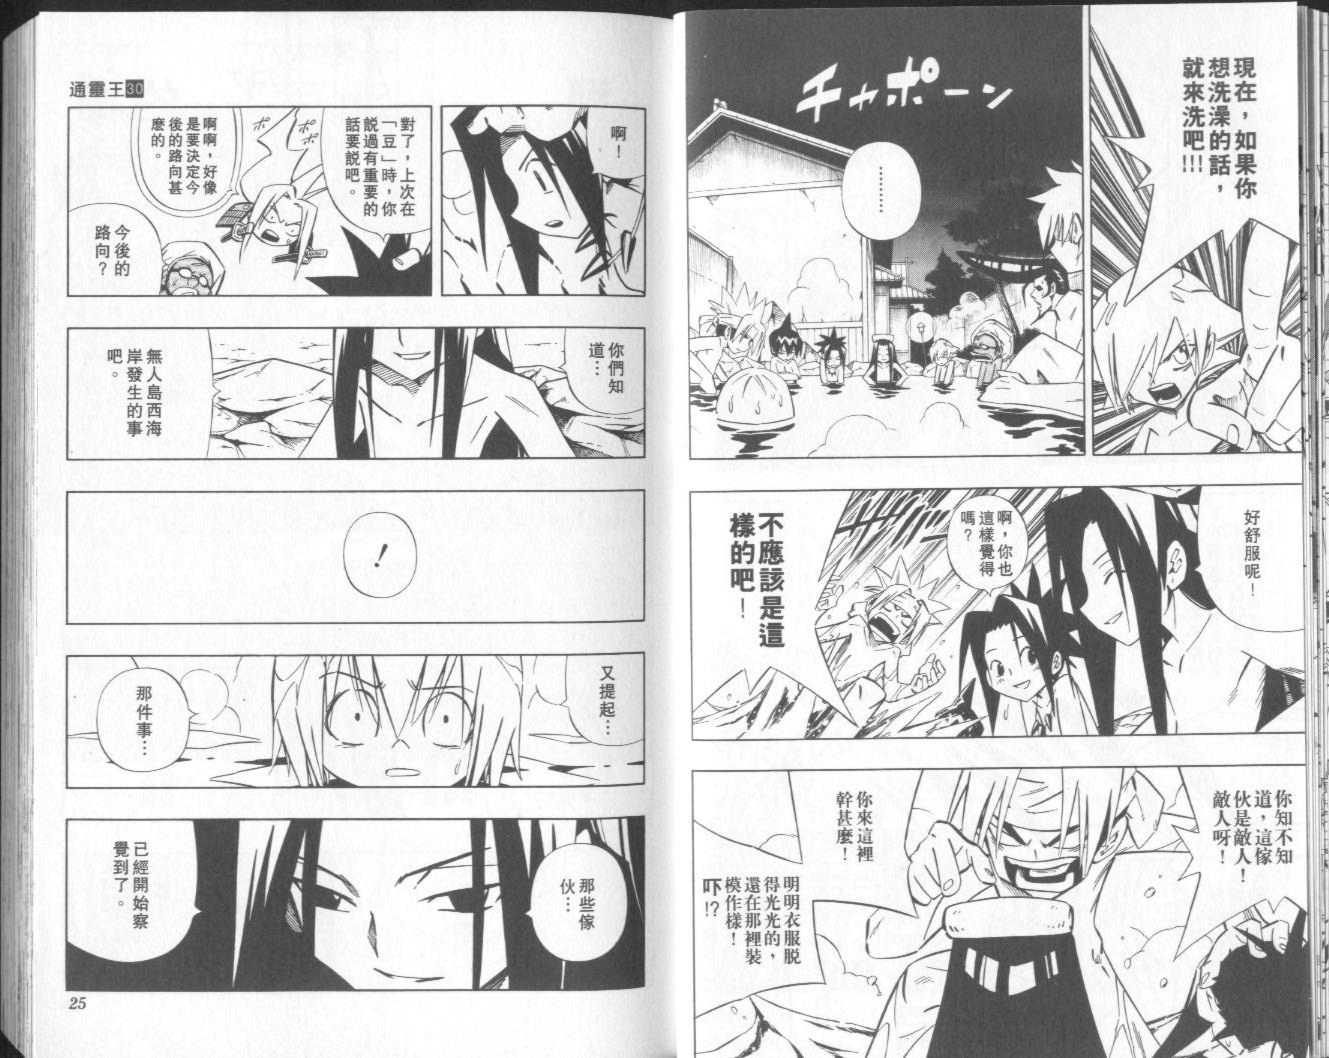 現在，如果你
想洗澡的話，
就來洗吧!!!
チャポーン
………
好舒服呢！
啊，你也
這樣覺得
嗎？
不應該是這
樣的吧！
你知不知
道，這傢
伙是敵人！
敵人呀！
你來這裡
幹甚麼！
明明衣服脫
得光光的，
還在那裡裝
模作樣！
吓!?
通靈王30
啊！
對了，上次在
「豆」時，你
說過有重要的
話要說吧。
ポ
ポ
ポ
啊啊，好像
是要決定今
後的路向甚
麼的。
今後的
路向？
你們知
道…
無人島西海
岸發生的事
吧。
！
又提起…
那件事…
那些傢
伙…
已經開始察
覺到了。
25